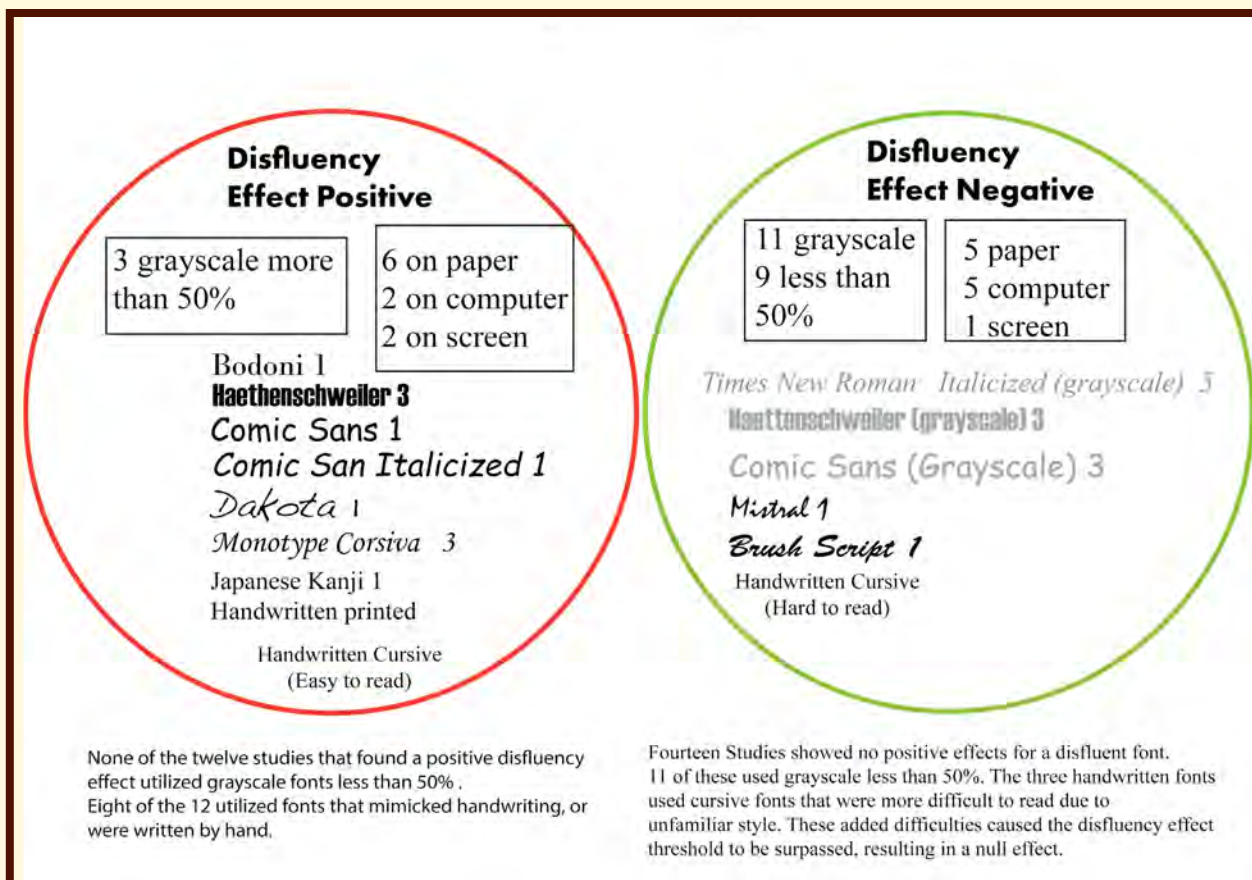 Disfluency
Effect Positive
3 grayscale more
than 50%
6 on paper
2 on computer
2 on screen
Bodoni 1
Haethenschweiler 3
Comic Sans 1
Comic San Italicized 1
Dakota 1
Monotype Corsiva 3
Japanese Kanji 1
Handwritten printed
Handwritten Cursive
(Easy to read)
None of the twelve studies that found a positive disfluency
effect utilized grayscale fonts less than 50% .
Eight of the 12 utilized fonts that mimicked handwriting, or
were written by hand.
Disfluency
Effect Negative
11 grayscale
9 less than
50%
5 paper
5 computer
1 screen
Times New Roman Italicized (grayscale) 5
Haettenschweiler (grayscale) 3
Comic Sans (Grayscale) 3
Mistral 1
Brush Script 1
Handwritten Cursive
(Hard to read)
Fourteen Studies showed no positive effects for a disfluent font.
11 of these used grayscale less than 50%. The three handwritten fonts
used cursive fonts that were more difficult to read due to
unfamiliar style. These added difficulties caused the disfluency effect
threshold to be surpassed, resulting in a null effect.